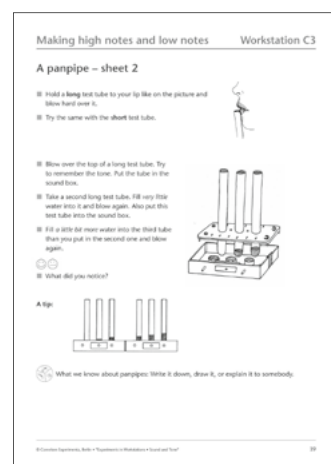 Making high notes and low notes Workstation C3
A panpipe – sheet 2
Hold a long test tube to your lip like on the picture and
blow hard over it.
Try the same with the short test tube.
Blow over the top of a long test tube. Try
to remember the tone. Put the tube in the
sound box.
Take a second long test tube. Fill very little
water into it and blow again. Also put this
test tube into the sound box.
Fill a little bit more water into the third tube
than you put in the second one and blow
again.
What did you notice?
A tip:
What we know about panpipes: Write it down, draw it, or explain it to somebody.